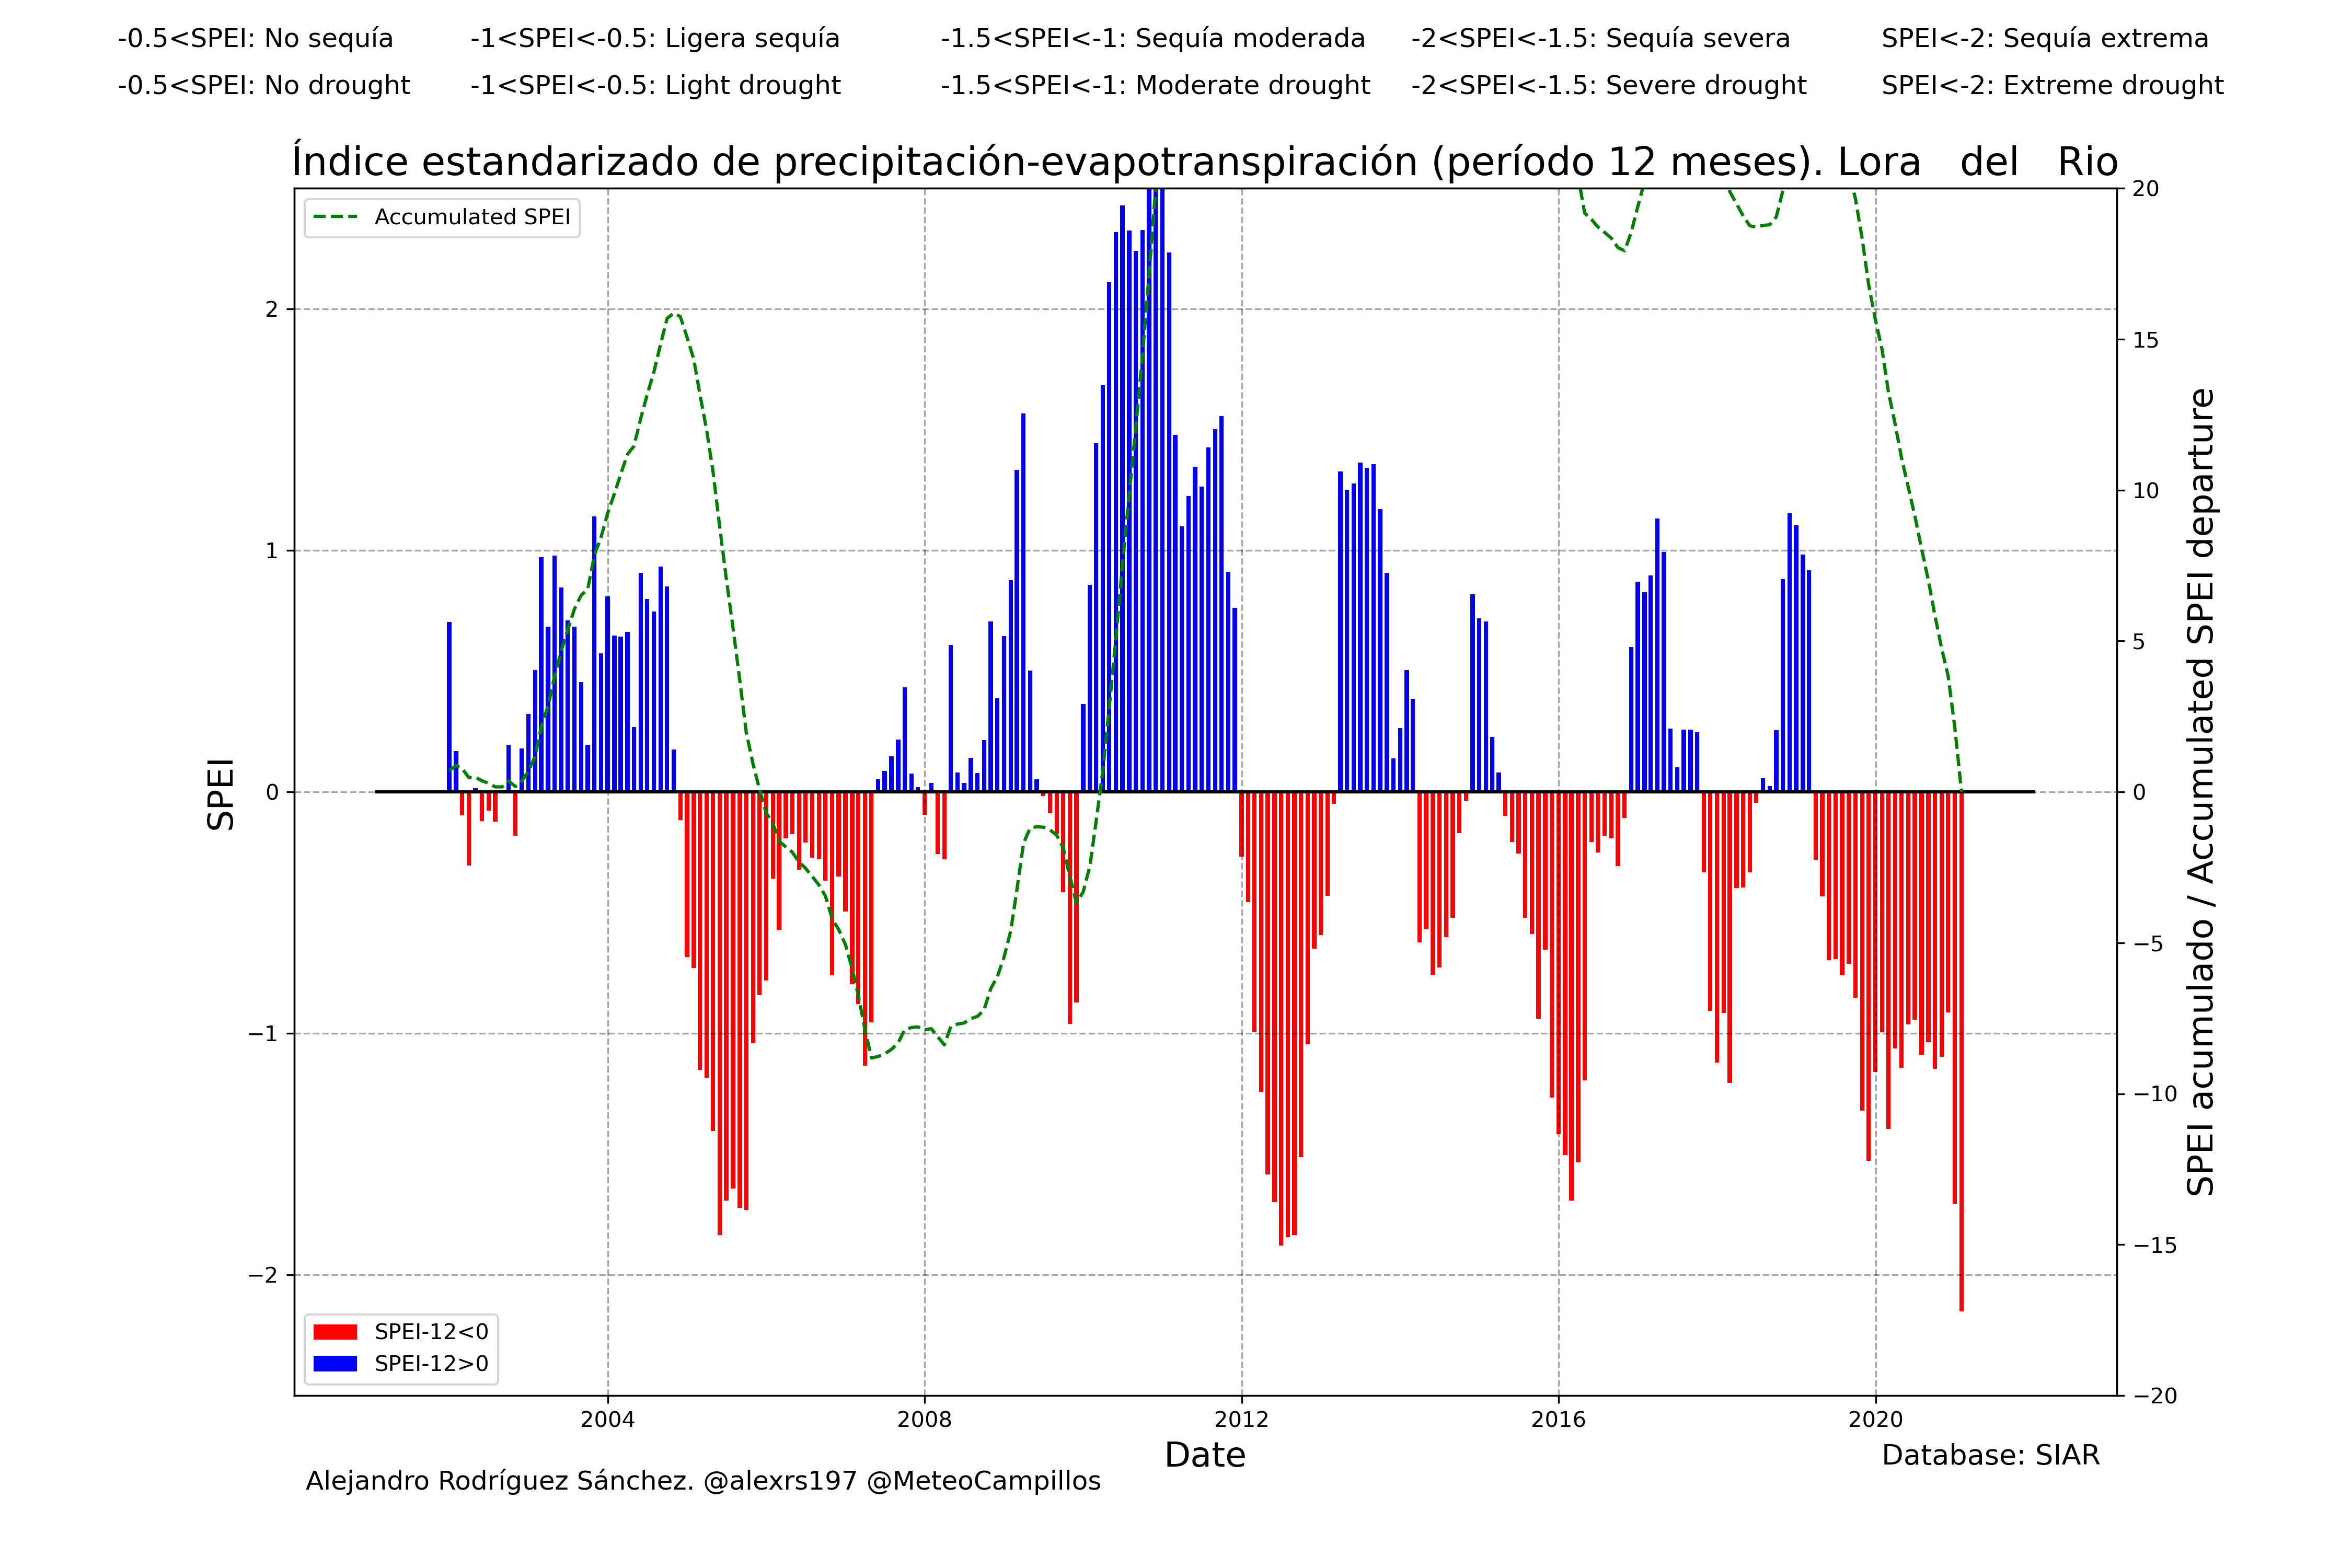 -0.5<SPEI: No sequía -1<SPEI<-0.5: Ligera sequía -1.5<SPEI<-1: Sequía moderada -2<SPEI<-1.5: Sequía severa SPEI<-2: Sequía extrema
-0.5<SPEI: No drought -1<SPEI<-0.5: Light drought -1.5<SPEI<-1: Moderate drought -2<SPEI<-1.5: Severe drought SPEI<-2: Extreme drought
Índice estandarizado de precipitación-evapotranspiración (período 12 meses). Lora del Rio
Accumulated SPEI
SPEI
2
1
0
−1
−2
20
15
10
5
0
−5
−10
−15
−20
SPEI acumulado / Accumulated SPEI departure
SPEI-12<0
SPEI-12>0
2004 2008 2012 2016 2020
Date
Database: SIAR
Alejandro Rodríguez Sánchez. @alexrs197 @MeteoCampillos